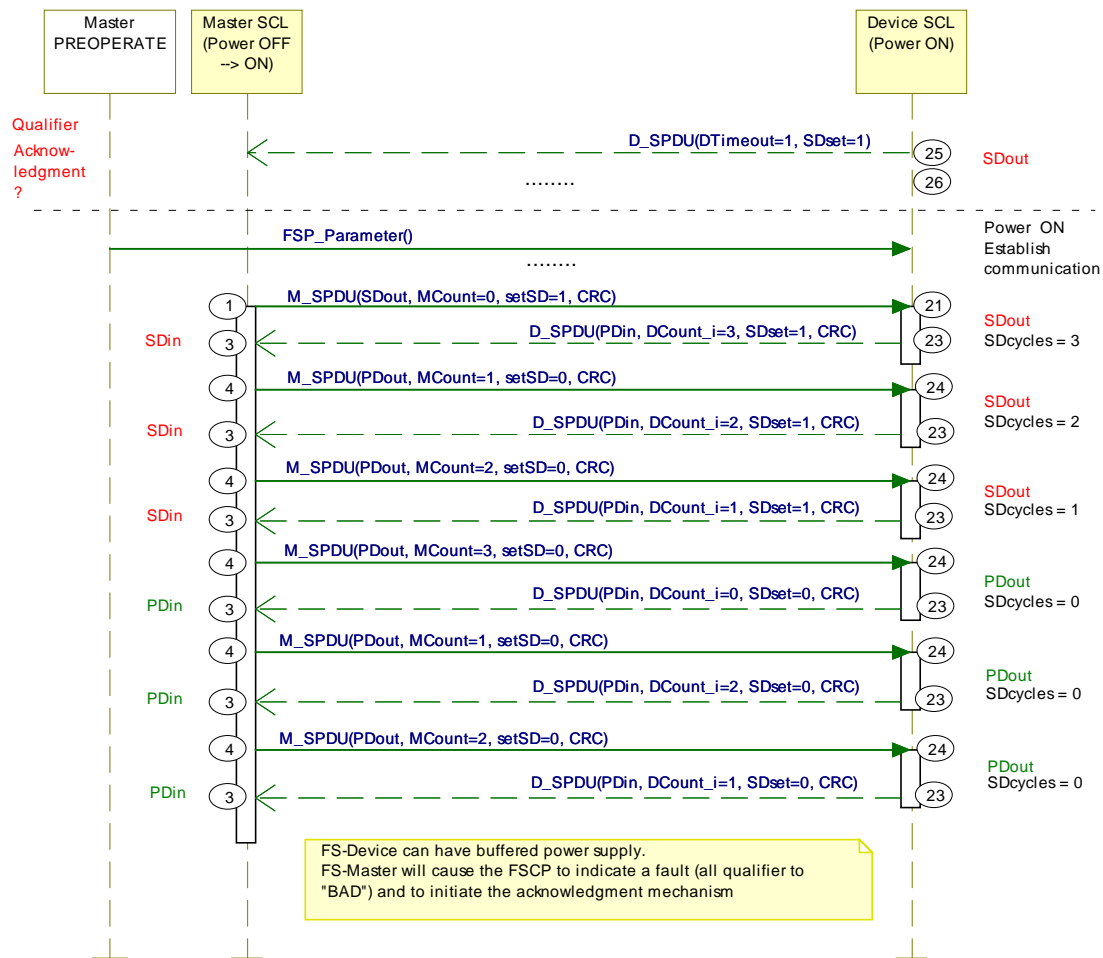 Master
PREOPERATE
Master SCL
(Power OFF
--> ON)
Device SCL
(Power ON)
Qualifier
Acknow-
ledgment
?
D_SPDU(DTimeout=1, SDset=1)
25
SDout
........
26
FSP_Parameter()
........
Power ON
Establish
communication
1
M_SPDU(SDout, MCount=0, setSD=1, CRC)
21
SDin
3
D_SPDU(PDin, DCount_i=3, SDset=1, CRC)
23
SDout
SDcycles = 3
4
M_SPDU(PDout, MCount=1, setSD=0, CRC)
24
SDin
3
D_SPDU(PDin, DCount_i=2, SDset=1, CRC)
23
SDout
SDcycles = 2
4
M_SPDU(PDout, MCount=2, setSD=0, CRC)
24
SDin
3
D_SPDU(PDin, DCount_i=1, SDset=1, CRC)
23
SDout
SDcycles = 1
4
M_SPDU(PDout, MCount=3, setSD=0, CRC)
24
PDin
3
D_SPDU(PDin, DCount_i=0, SDset=0, CRC)
23
PDout
SDcycles = 0
4
M_SPDU(PDout, MCount=1, setSD=0, CRC)
24
PDin
3
D_SPDU(PDin, DCount_i=2, SDset=0, CRC)
23
PDout
SDcycles = 0
4
M_SPDU(PDout, MCount=2, setSD=0, CRC)
24
PDin
3
D_SPDU(PDin, DCount_i=1, SDset=0, CRC)
23
PDout
SDcycles = 0
FS-Device can have buffered power supply.
FS-Master will cause the FSCP to indicate a fault (all qualifier to
"BAD") and to initiate the acknowledgment mechanism